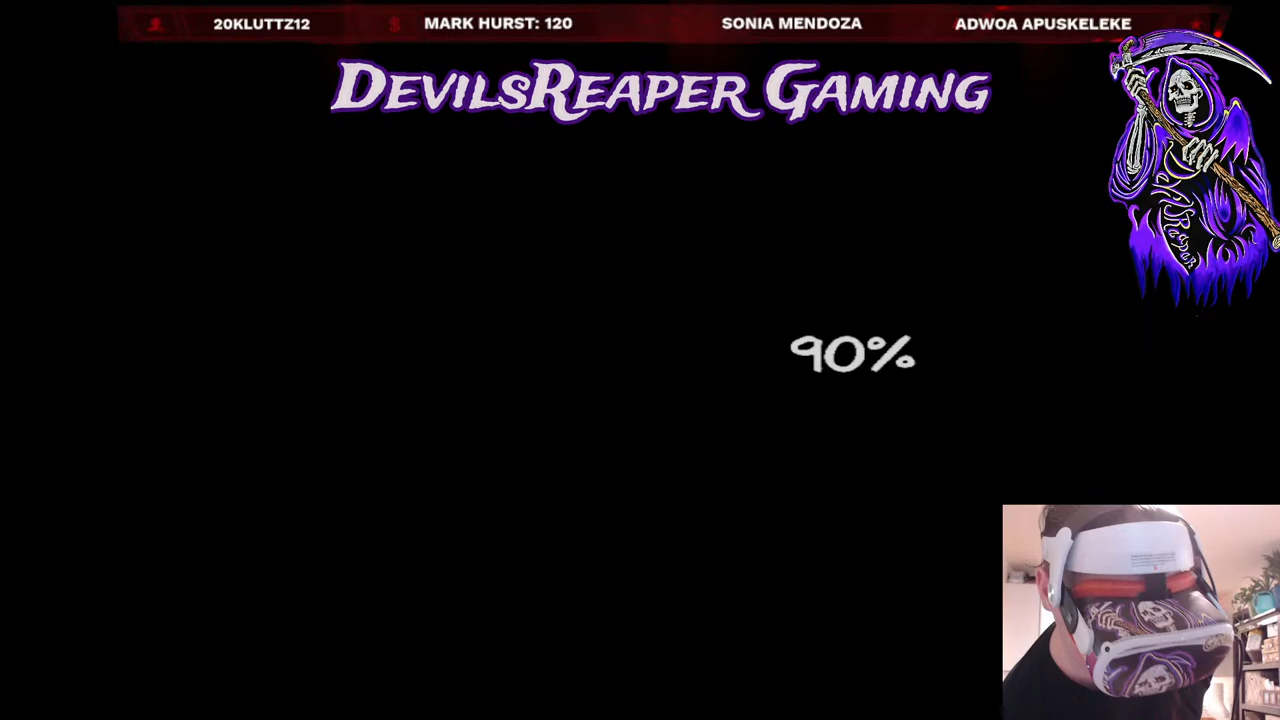 20KLUTTZ12 $ MARK HURST: 120 SONIA MENDOZA ADWOA APUSKELEKE
DEVILSREAPER GAMING
90%